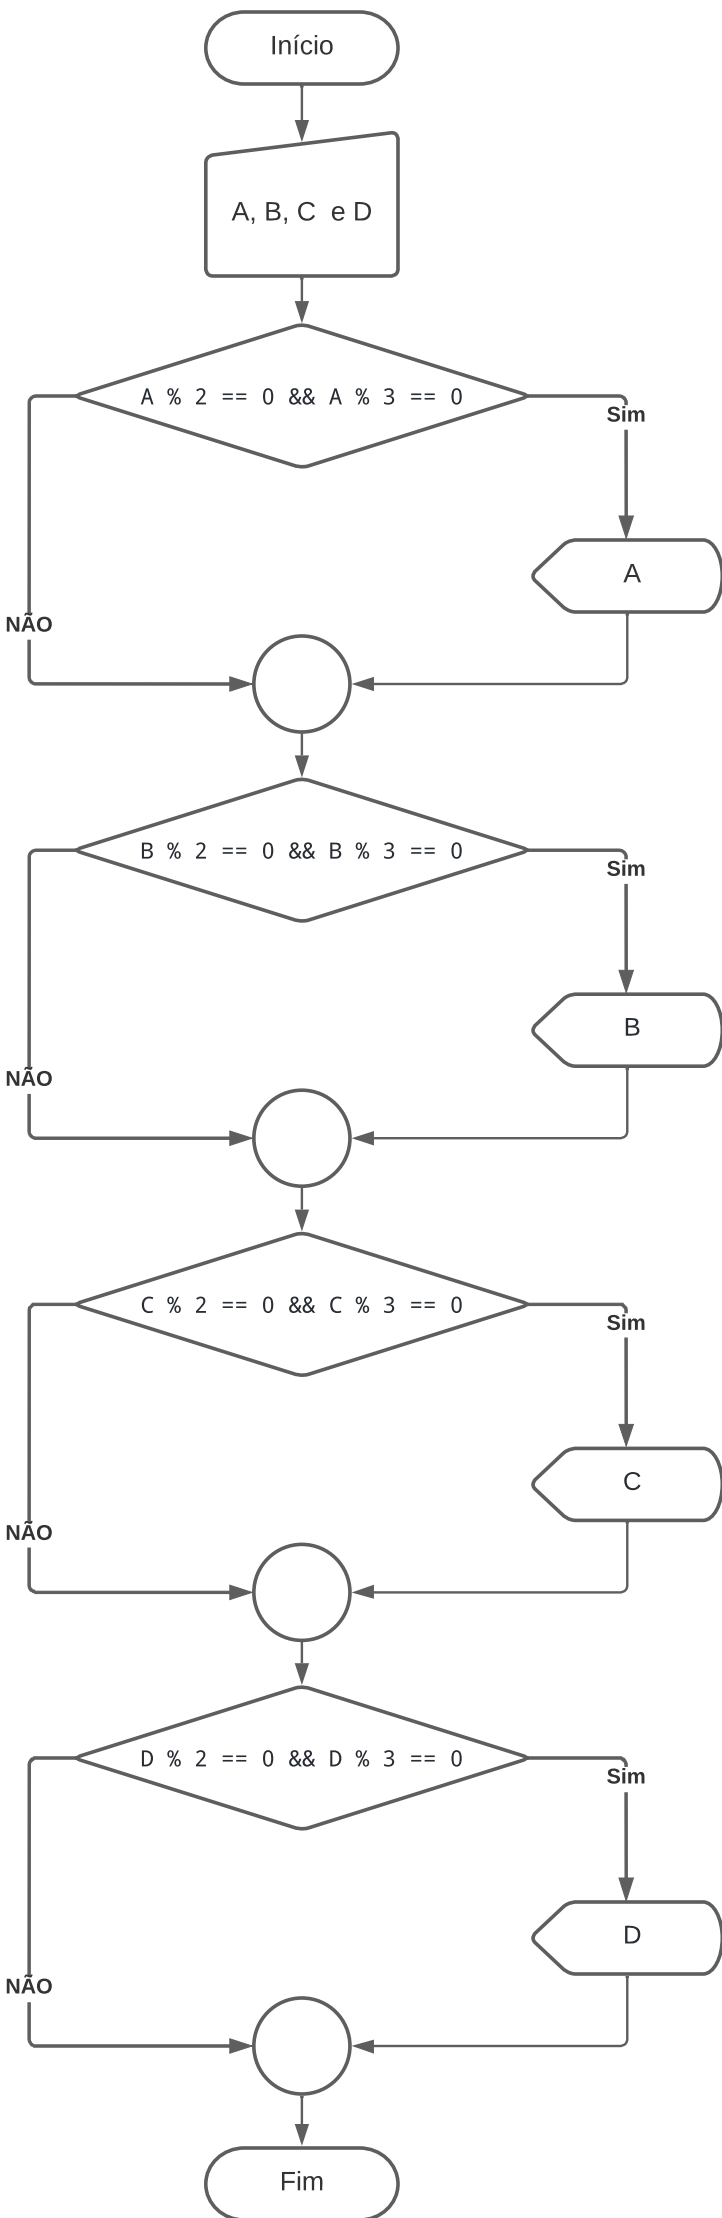 Início
A, B, C  e D
A % 2 == 0 && A % 3 == 0
Sim
A
NÃO
B % 2 == 0 && B % 3 == 0
Sim
B
NÃO
C % 2 == 0 && C % 3 == 0
Sim
C
NÃO
D % 2 == 0 && D % 3 == 0
Sim
D
NÃO
Fim